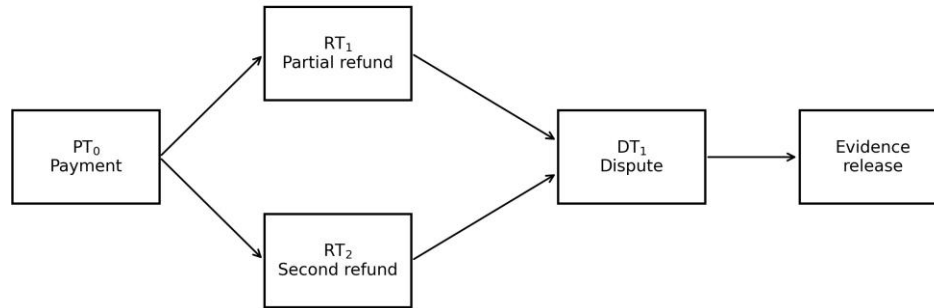 PT₀
Payment
RT₁
Partial refund
RT₂
Second refund
DT₁
Dispute
Evidence
release